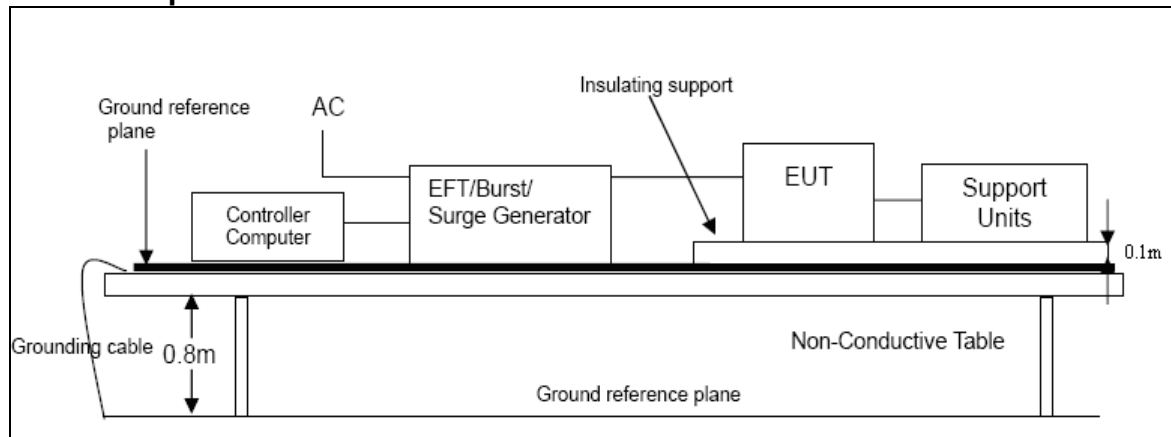 Insulating support
Ground reference
plane
AC
EFT/Burst/
Surge Generator
EUT
Support
Units
Controller
Computer
0.1m
Grounding cable
0.8m
Non-Conductive Table
Ground reference plane